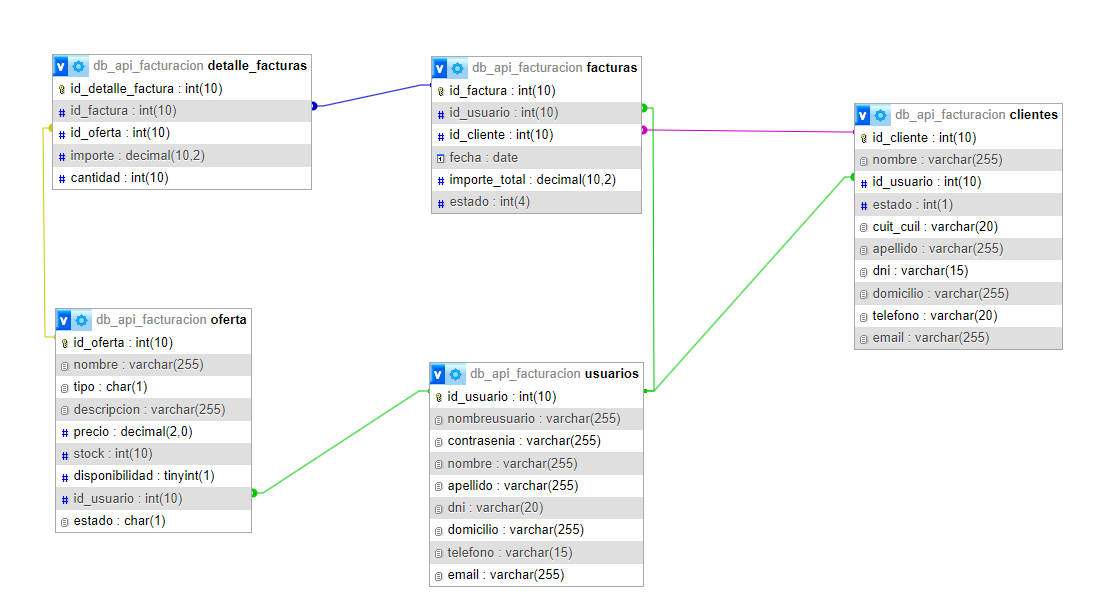 v db_api_facturacion detalle_facturas
id_detalle_factura : int(10)
# id_factura : int(10)
# id_oferta : int(10)
# importe : decimal(10,2)
# cantidad : int(10)
v db_api_facturacion facturas
id_factura : int(10)
# id_usuario : int(10)
# id_cliente : int(10)
fecha : date
# importe_total : decimal(10,2)
# estado : int(4)
v db_api_facturacion clientes
id_cliente : int(10)
nombre : varchar(255)
# id_usuario : int(10)
# estado : int(1)
cuit_cuil : varchar(20)
apellido : varchar(255)
dni : varchar(15)
domicilio : varchar(255)
telefono : varchar(20)
email : varchar(255)
v db_api_facturacion oferta
id_oferta : int(10)
nombre : varchar(255)
tipo : char(1)
descripcion : varchar(255)
# precio : decimal(2,0)
# stock : int(10)
# disponibilidad : tinyint(1)
# id_usuario : int(10)
estado : char(1)
v db_api_facturacion usuarios
id_usuario : int(10)
nombreusuario : varchar(255)
contrasenia : varchar(255)
nombre : varchar(255)
apellido : varchar(255)
dni : varchar(20)
domicilio : varchar(255)
telefono : varchar(15)
email : varchar(255)